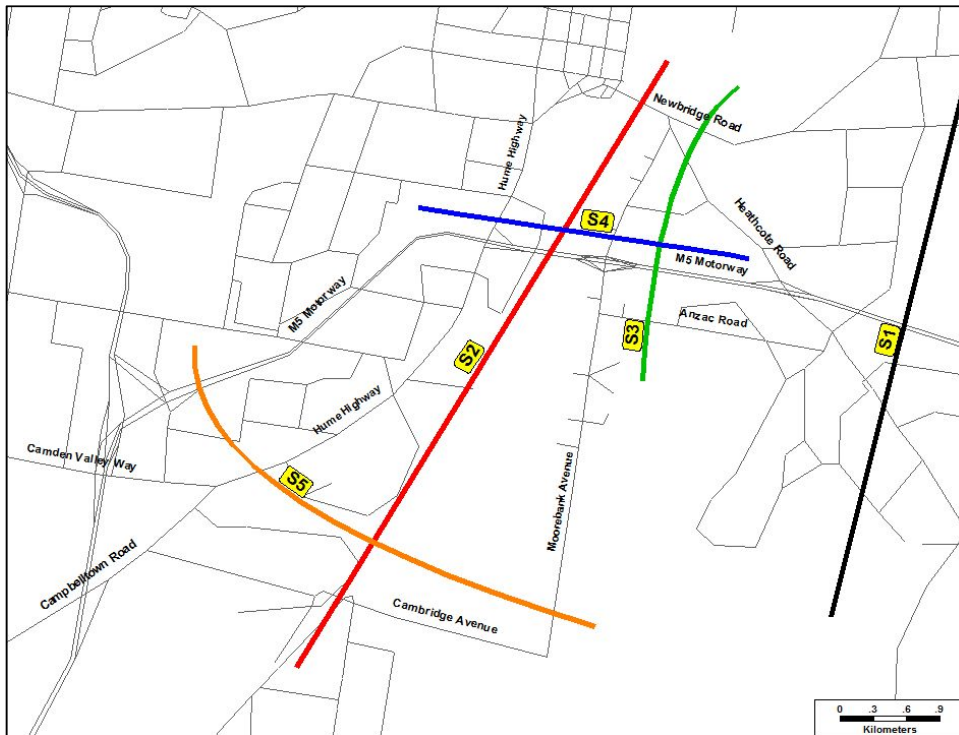 Newbridge Road
Hume Highway
S4
Heathcote Road
M5 Motorway
M5 Motorway
Anzac Road
S3
S1
S2
Hume Highway
Camden Valley Way
S5
Moorebank Avenue
Campbelltown Road
Cambridge Avenue
0 .3 .6 .9
Kilometers